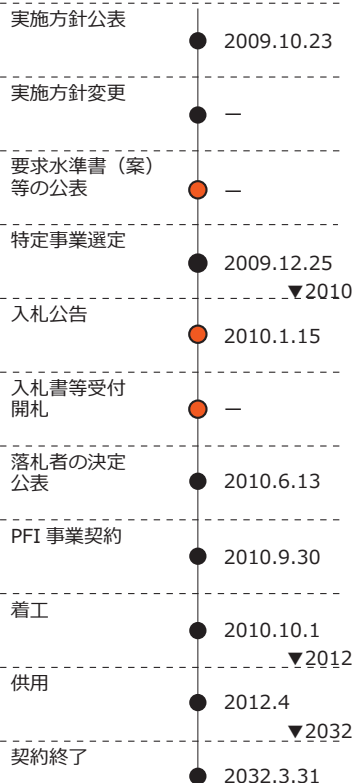 実施方針公表
2009.10.23
実施方針変更
—
要求水準書（案）
等の公表
—
特定事業選定
2009.12.25
▼2010
入札公告
2010.1.15
入札書等受付
開札
—
落札者の決定
公表
2010.6.13
PFI 事業契約
2010.9.30
着工
2010.10.1
▼2012
供用
2012.4
▼2032
契約終了
2032.3.31